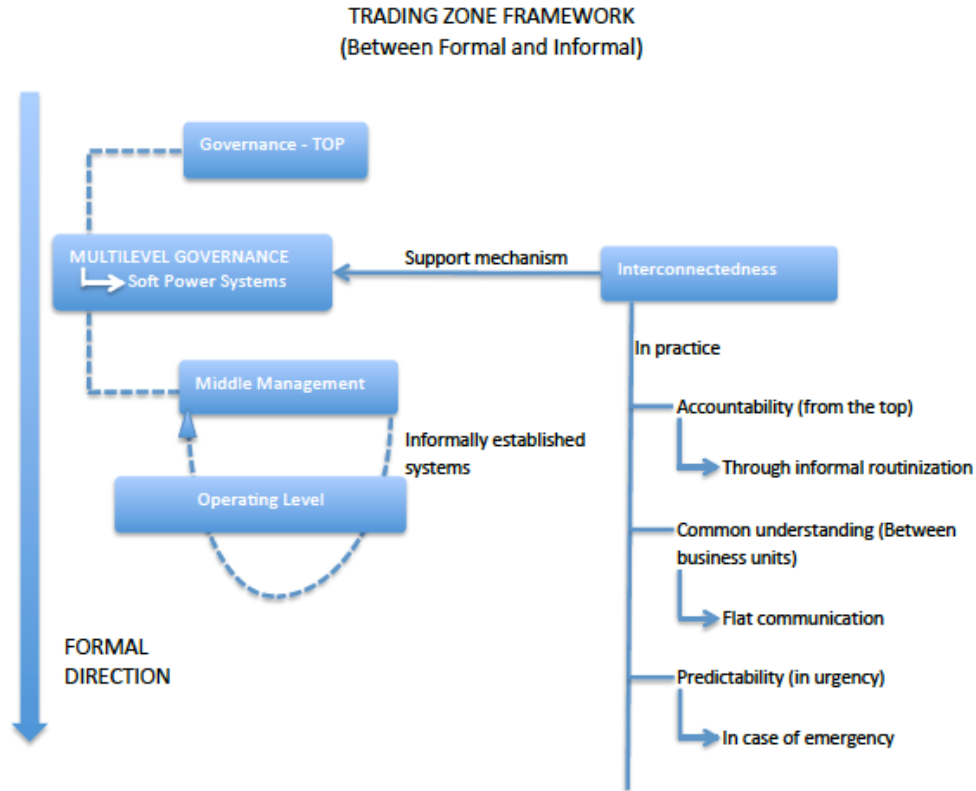 TRADING ZONE FRAMEWORK
(Between Formal and Informal)
Governance - TOP
MULTILEVEL GOVERNANCE
Soft Power Systems
Support mechanism
Interconnectedness
In practice
Middle Management
Accountability (from the top)
Informally established
systems
Through informal routinization
Operating Level
Common understanding (Between
business units)
Flat communication
FORMAL
DIRECTION
Predictability (in urgency)
In case of emergency